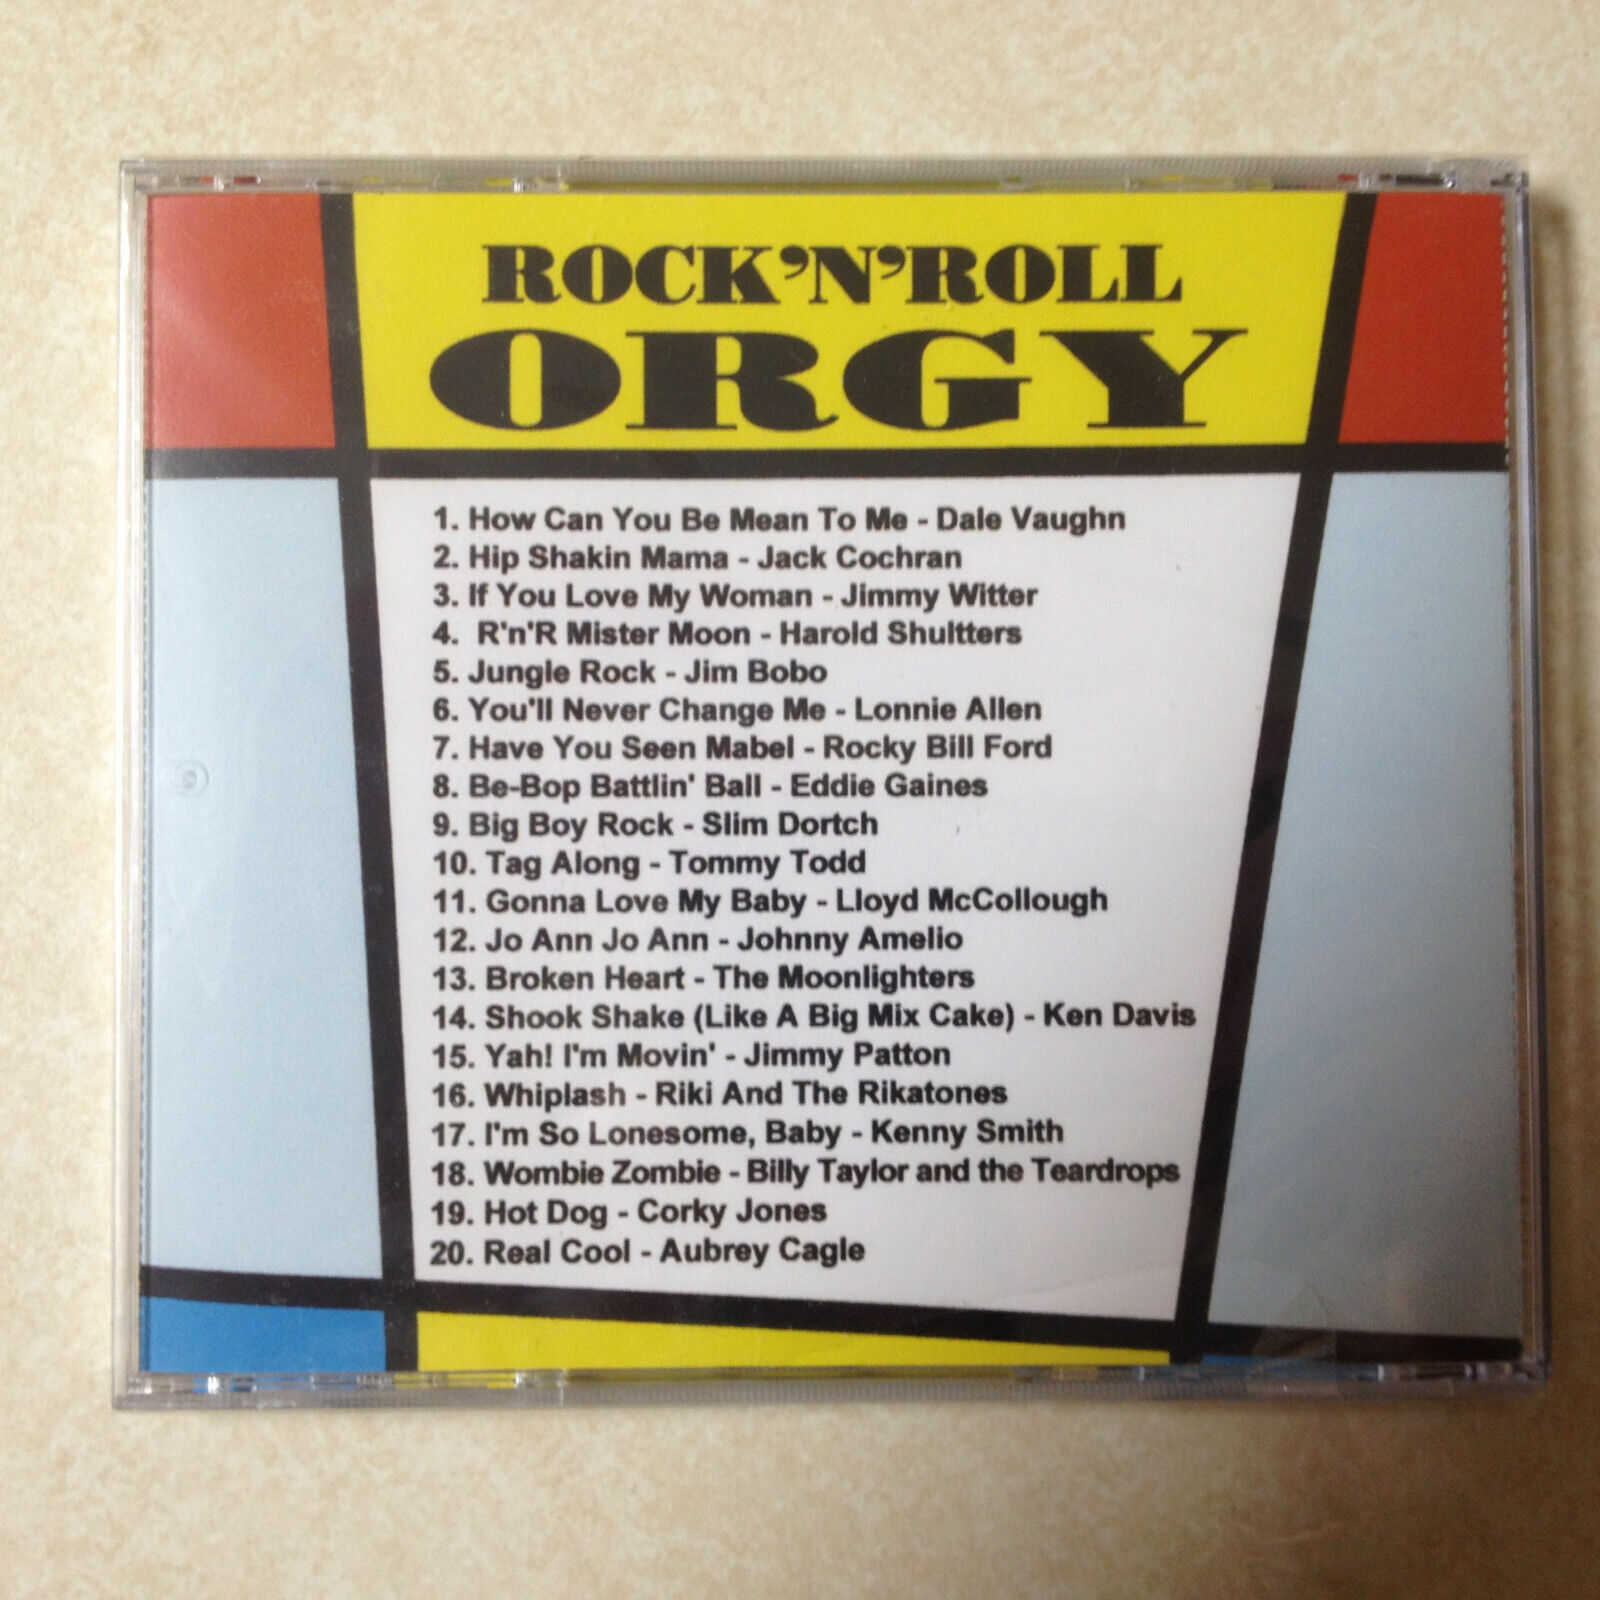 ROCK'N'ROLL
ORGY
1. How Can You Be Mean To Me - Dale Vaughn
2. Hip Shakin Mama - Jack Cochran
3. If You Love My Woman - Jimmy Witter
4. R'n'R Mister Moon - Harold Shultters
5. Jungle Rock - Jim Bobo
6. You'll Never Change Me - Lonnie Allen
7. Have You Seen Mabel - Rocky Bill Ford
8. Be-Bop Battlin' Ball - Eddie Gaines
9. Big Boy Rock - Slim Dortch
10. Tag Along - Tommy Todd
11. Gonna Love My Baby - Lloyd McCollough
12. Jo Ann Jo Ann - Johnny Amelio
13. Broken Heart - The Moonlighters
14. Shook Shake (Like A Big Mix Cake) - Ken Davis
15. Yah! I'm Movin' - Jimmy Patton
16. Whiplash - Riki And The Rikatones
17. I'm So Lonesome, Baby - Kenny Smith
18. Wombie Zombie - Billy Taylor and the Teardrops
19. Hot Dog - Corky Jones
20. Real Cool - Aubrey Cagle